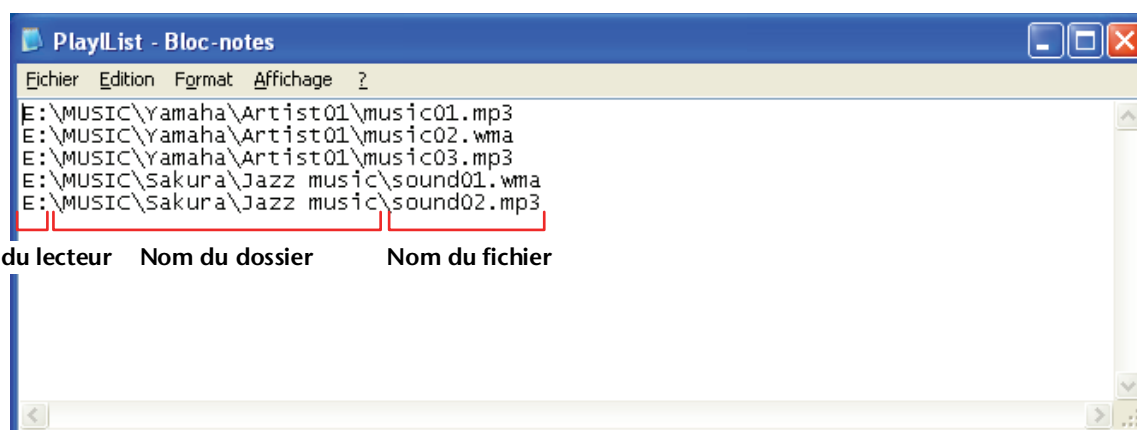 PlaylList - Bloc-notes
Fichier Edition Format Affichage ?
E:\MUSIC\Yamaha\Artist01\music01.mp3
E:\MUSIC\Yamaha\Artist01\music02.wma
E:\MUSIC\Yamaha\Artist01\music03.mp3
E:\MUSIC\Sakura\Jazz music\sound01.wma
E:\MUSIC\Sakura\Jazz music\sound02.mp3
du lecteur Nom du dossier Nom du fichier